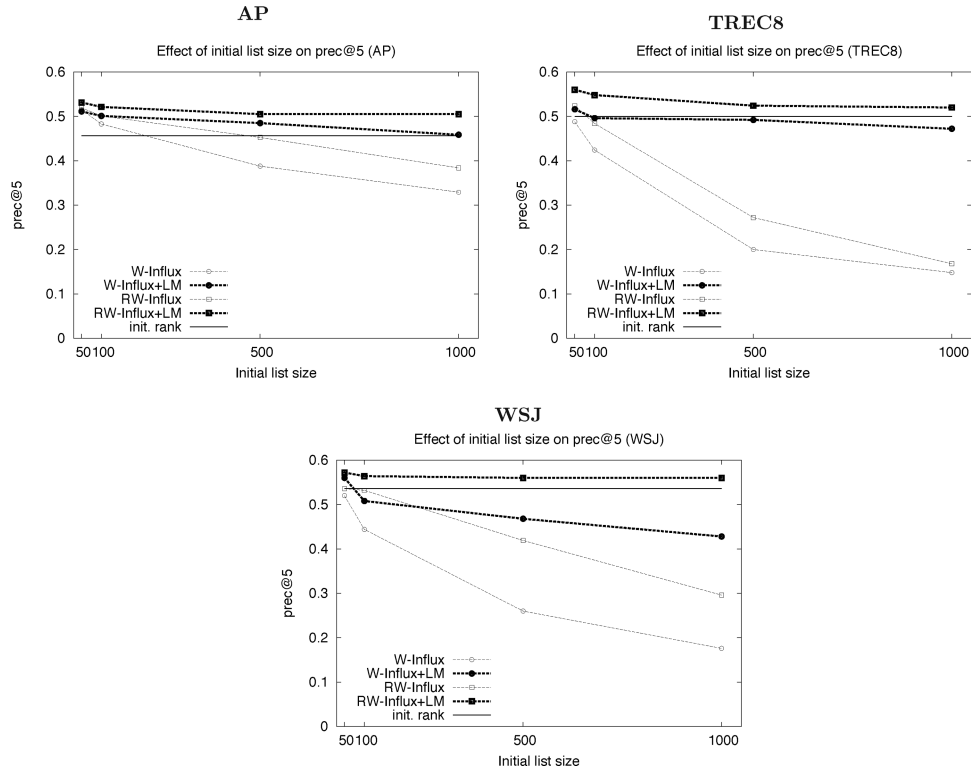 AP
Effect of initial list size on prec@5 (AP)
0.6
0.5
0.4
0.3
0.2
0.1
0
prec@5
W-Influx
W-Influx+LM
RW-Influx
RW-Influx+LM
init. rank
50 100 500 1000
Initial list size
TREC8
Effect of initial list size on prec@5 (TREC8)
0.6
0.5
0.4
0.3
0.2
0.1
0
prec@5
W-Influx
W-Influx+LM
RW-Influx
RW-Influx+LM
init. rank
50 100 500 1000
Initial list size
WSJ
Effect of initial list size on prec@5 (WSJ)
0.6
0.5
0.4
0.3
0.2
0.1
0
prec@5
W-Influx
W-Influx+LM
RW-Influx
RW-Influx+LM
init. rank
50 100 500 1000
Initial list size